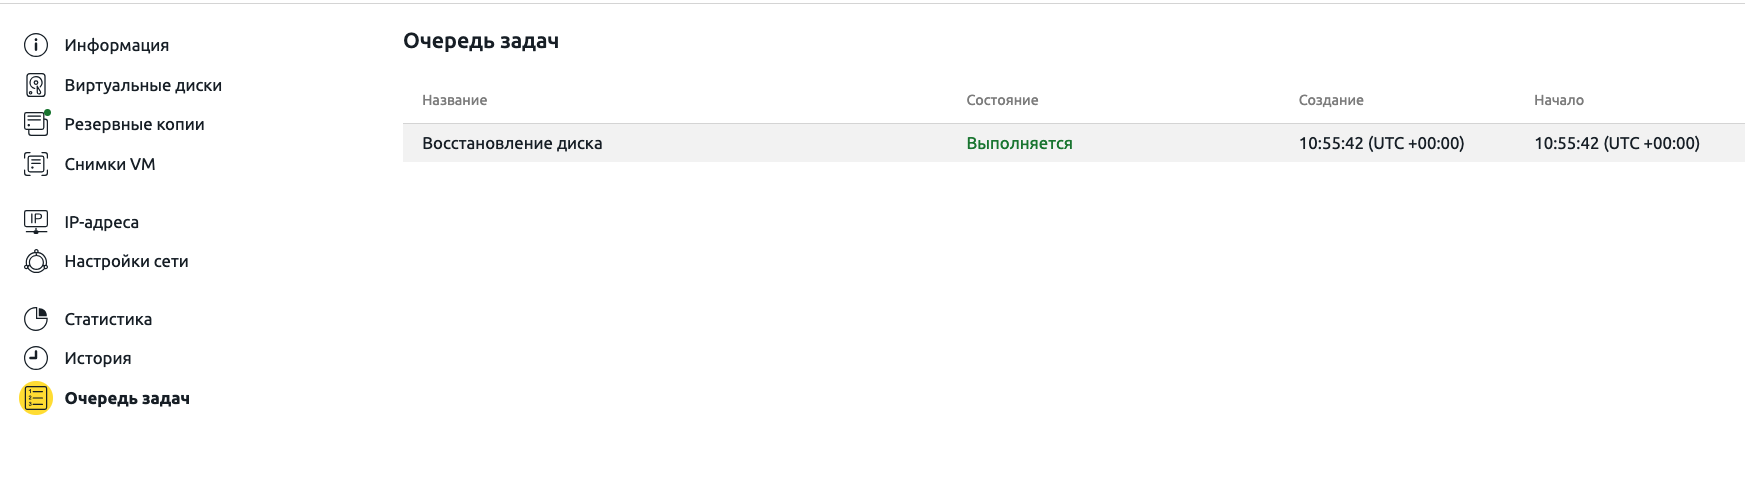 Информация
Виртуальные диски
Резервные копии
Снимки VM
IP
IP-адреса
Настройки сети
Статистика
История
Очередь задач
Очередь задач
Название Состояние Создание Начало
Восстановление диска Выполняется 10:55:42 (UTC +00:00) 10:55:42 (UTC +00:00)